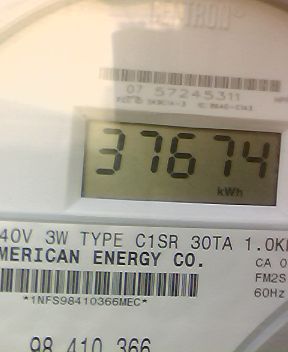 CENTRON®
07 57245311
37674
kWh
40V 3W TYPE C1SR 30TA 1.0K
MERICAN ENERGY CO.
CA 0
FM2S
60Hz
*1NFS98410366MEC*
98 410 366